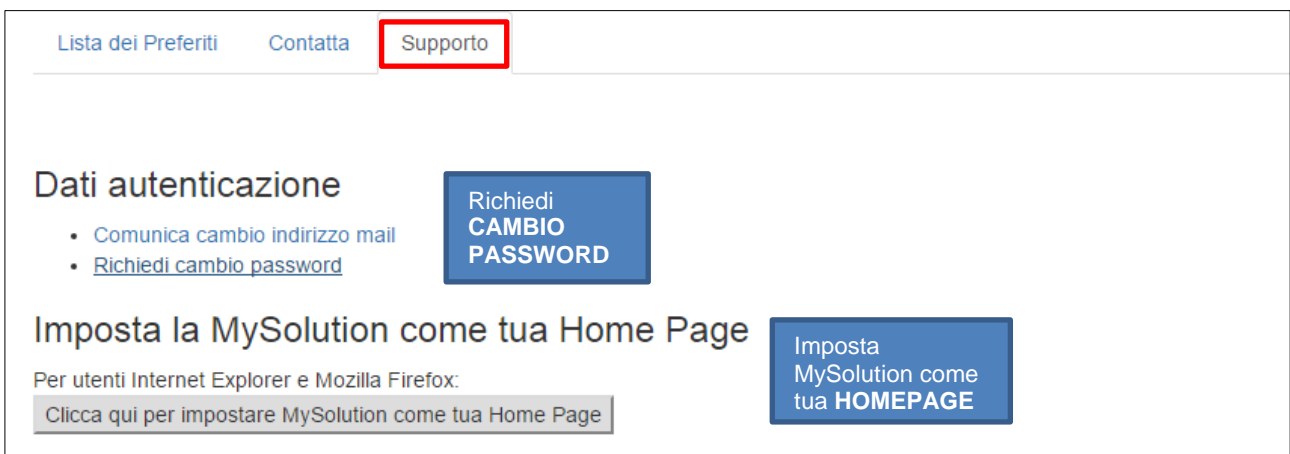 Lista dei Preferiti Contatta Supporto
Dati autenticazione
Comunica cambio indirizzo mail
Richiedi cambio password
Richiedi
CAMBIO
PASSWORD
Imposta la MySolution come tua Home Page
Per utenti Internet Explorer e Mozilla Firefox:
Clicca qui per impostare MySolution come tua Home Page
Imposta
MySolution come
tua HOMEPAGE